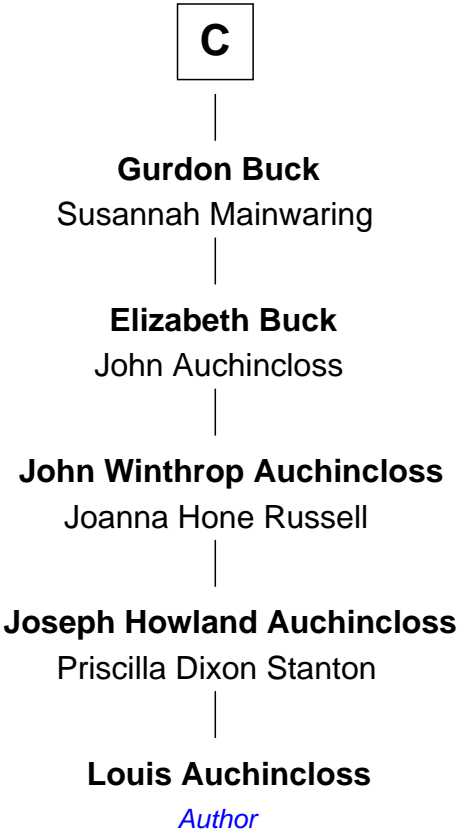 C
Gurdon Buck
Susannah Mainwaring
Elizabeth Buck
John Auchincloss
John Winthrop Auchincloss
Joanna Hone Russell
Joseph Howland Auchincloss
Priscilla Dixon Stanton
Louis Auchincloss
Author